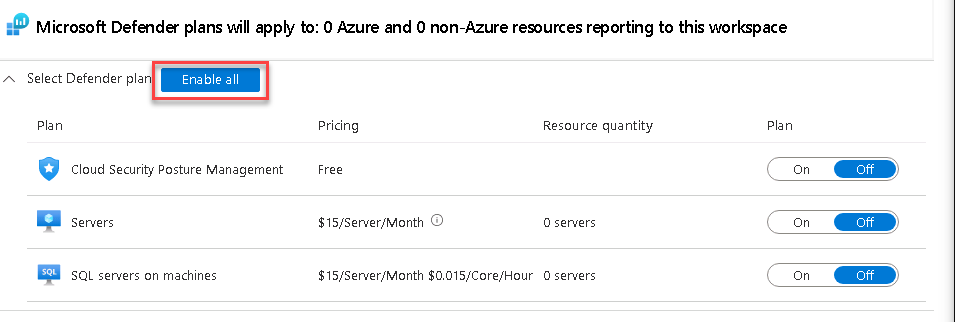 Microsoft Defender plans will apply to: 0 Azure and 0 non-Azure resources reporting to this workspace
Select Defender plan Enable all
Plan Pricing Resource quantity Plan
Cloud Security Posture Management Free On Off
Servers $15/Server/Month 0 servers On Off
SQL SQL servers on machines $15/Server/Month $0.015/Core/Hour 0 servers On Off